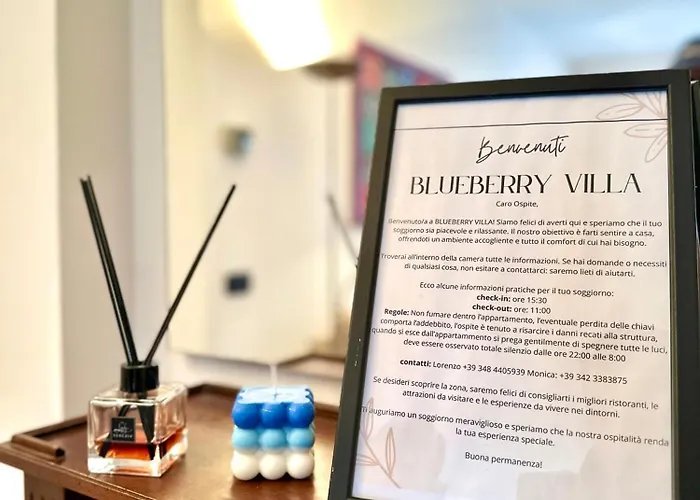 Benvenuti
BLUEBERRY VILLA
Caro Ospite,
Benvenuto/a a BLUEBERRY VILLA! Siamo felici di averti qui e speriamo che il tuo
soggiorno sia piacevole e rilassante. Il nostro obiettivo è farti sentire a casa,
offrendoti un ambiente accogliente e tutto il comfort di cui hai bisogno.
Troverai all'interno della camera tutte le informazioni. Se hai domande o necessiti
di qualsiasi cosa, non esitare a contattarci: saremo lieti di aiutarti.
Ecco alcune informazioni pratiche per il tuo soggiorno:
check-in: ore 15:30
check-out: ore: 11:00
Regole: Non fumare dentro l'appartamento, l'eventuale perdita delle chiavi
comporta l'addebbito, l'ospite è tenuto a risarcire i danni recati alla struttura,
quando si esce dall'appartamento si prega gentilmente di spegnere tutte le luci,
deve essere osservato totale silenzio dalle ore 22:00 alle 8:00
contatti: Lorenzo +39 348 4405939 Monica: +39 342 3383875
Se desideri scoprire la zona, saremo felici di consigliarti i migliori ristoranti, le
attrazioni da visitare e le esperienze da vivere nei dintorni.
Ti auguriamo un soggiorno meraviglioso e speriamo che la nostra ospitalità renda
la tua esperienza speciale.
Buona permanenza!